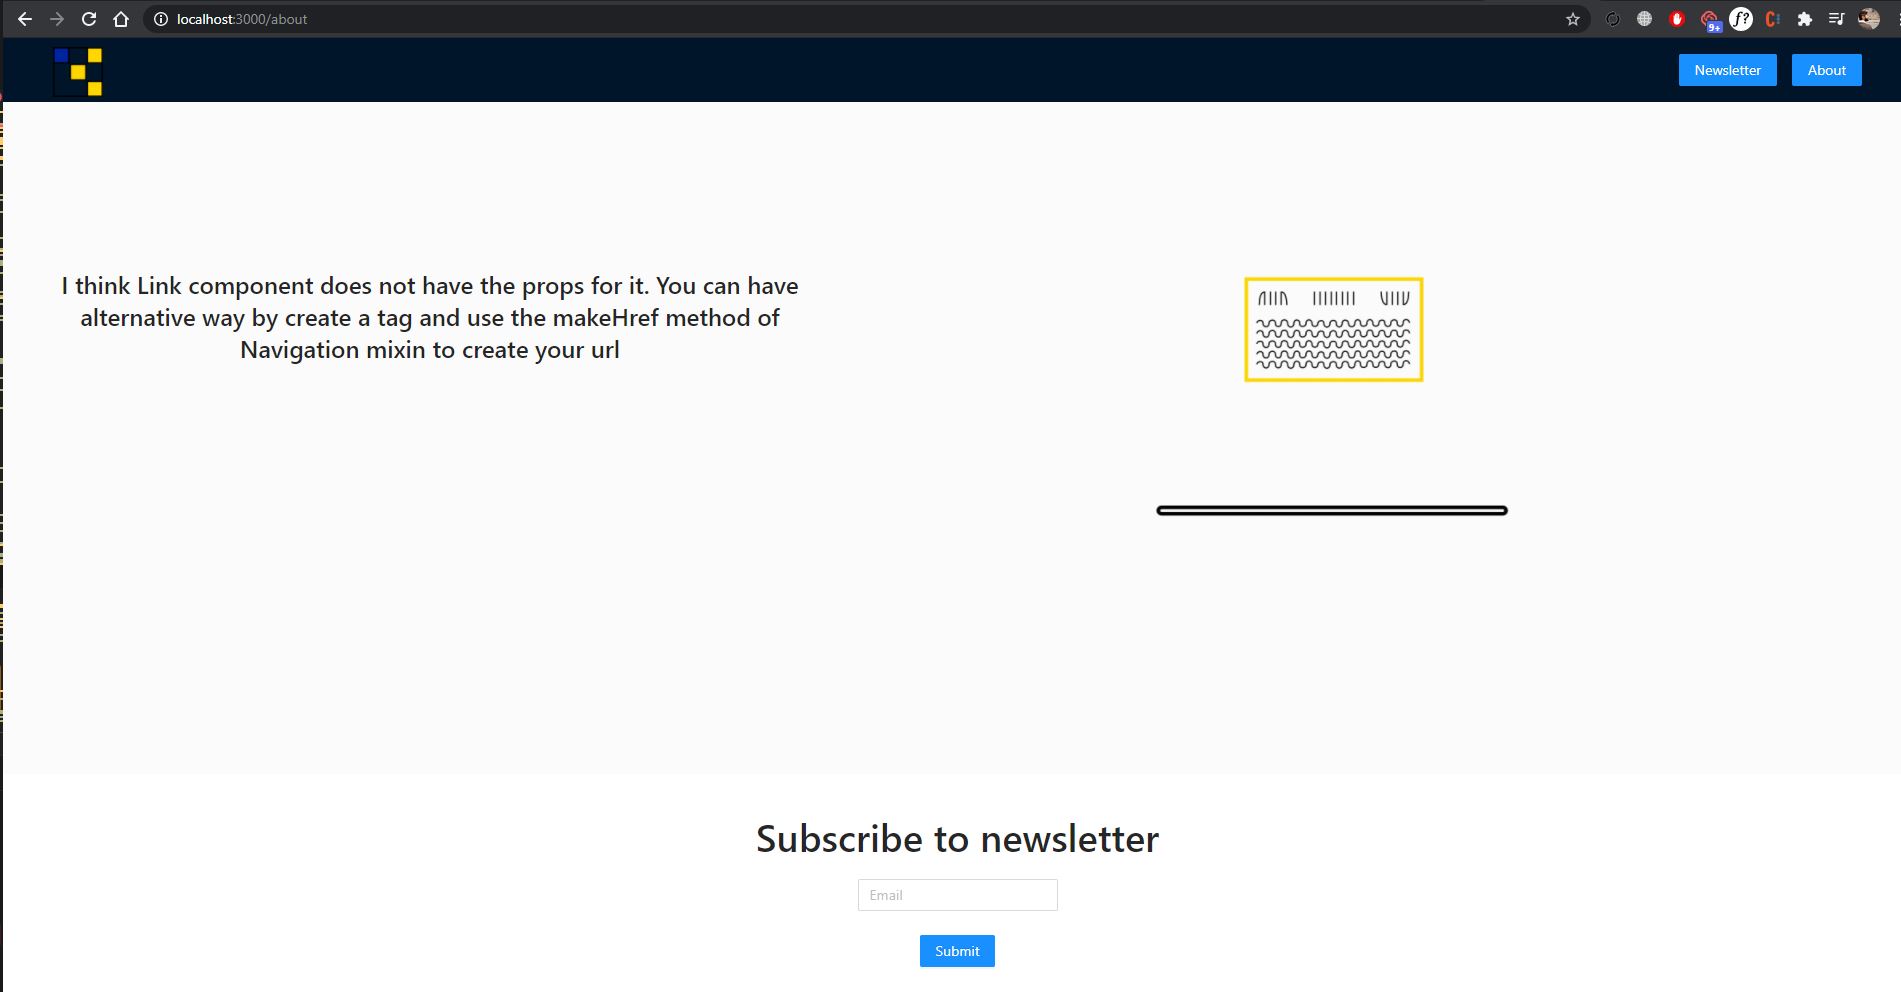 localhost:3000/about
9+
f?
Newsletter
About
I think Link component does not have the props for it. You can have
alternative way by create a tag and use the makeHref method of
Navigation mixin to create your url
Subscribe to newsletter
Email
Submit